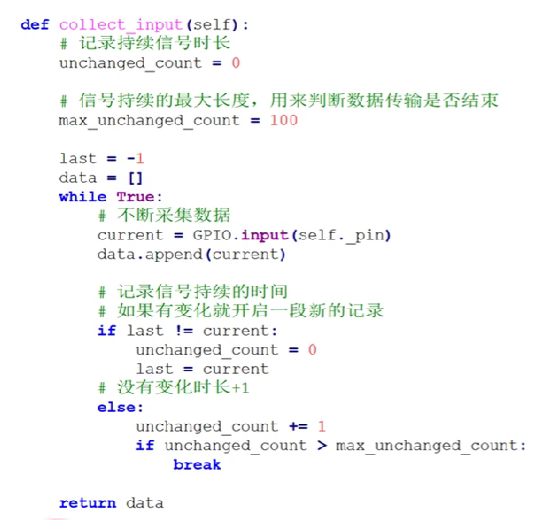 def collect_input(self):
    # 记录持续信号时长
    unchanged_count = 0

    # 信号持续的最大长度，用来判断数据传输是否结束
    max_unchanged_count = 100

    last = -1
    data = []
    while True:
        # 不断采集数据
        current = GPIO.input(self._pin)
        data.append(current)

        # 记录信号持续的时间
        # 如果有变化就开启一段新的记录
        if last != current:
            unchanged_count = 0
            last = current
        # 没有变化时长+1
        else:
            unchanged_count += 1
            if unchanged_count > max_unchanged_count:
                break

    return data